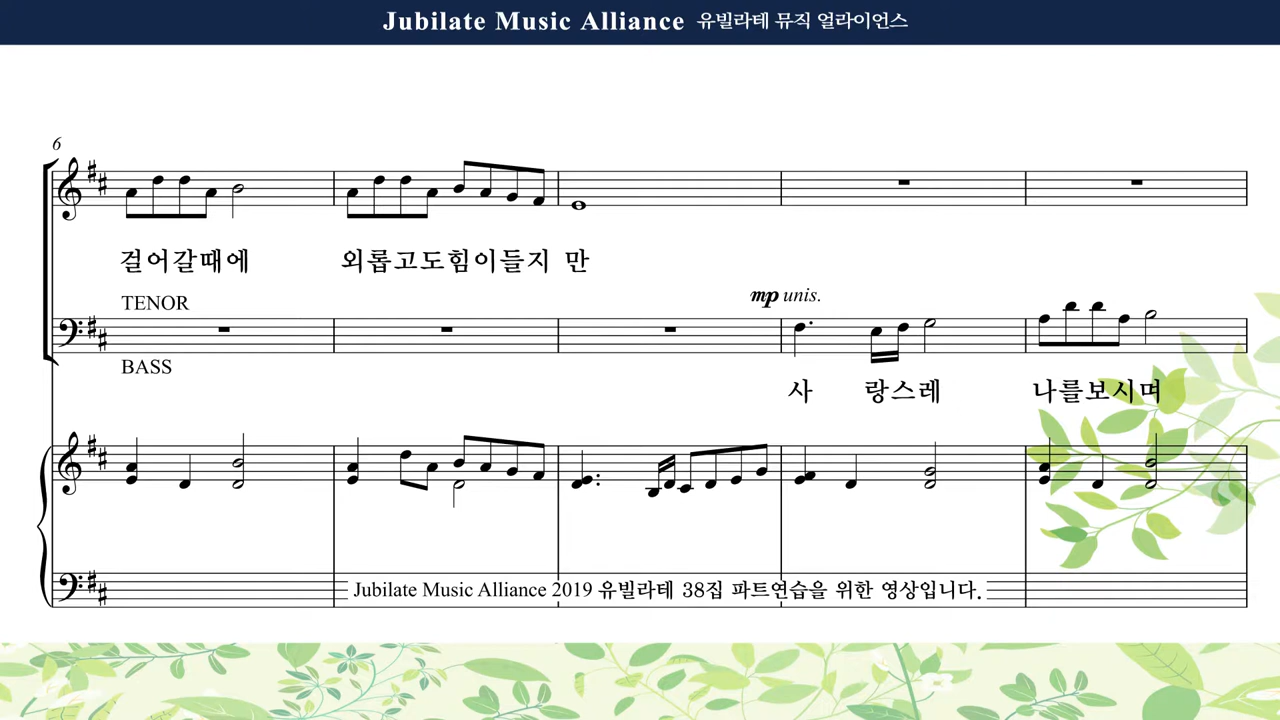 Jubilate Music Alliance 유빌라테 뮤직 얼라이언스
6
걸어갈때에 외롭고도힘이들지 만
TENOR
mp unis.
BASS
사 랑스레 나를보시며
Jubilate Music Alliance 2019 유빌라테 38집 파트연습을 위한 영상입니다.